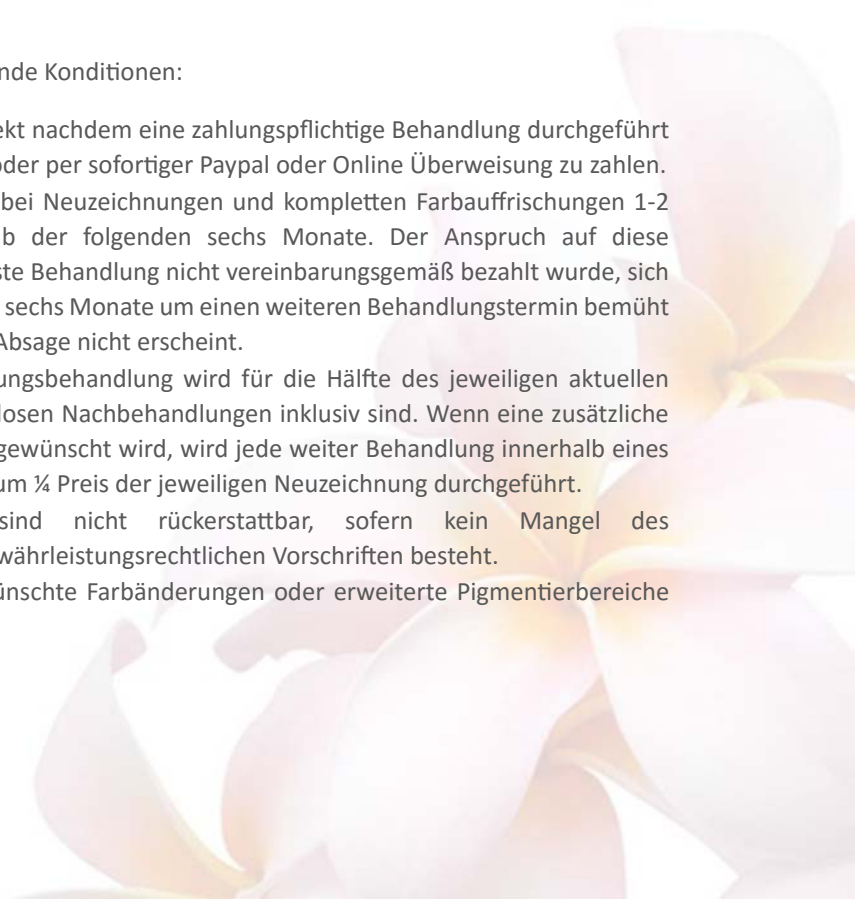 nde Konditionen:
ekt nachdem eine zahlungspflichtige Behandlung durchgeführt
oder per sofortiger Paypal oder Online Überweisung zu zahlen.
bei Neuzeichnungen und kompletten Farbauffrischungen 1-2
b der folgenden sechs Monate. Der Anspruch auf diese
ste Behandlung nicht vereinbarungsgemäß bezahlt wurde, sich
sechs Monate um einen weiteren Behandlungstermin bemüht
Absage nicht erscheint.
ungsbehandlung wird für die Hälfte des jeweiligen aktuellen
losen Nachbehandlungen inklusiv sind. Wenn eine zusätzliche
gewünscht wird, wird jede weiter Behandlung innerhalb eines
um ¼ Preis der jeweiligen Neuzeichnung durchgeführt.
sind nicht rückerstattbar, sofern kein Mangel des
währleistungsrechtlichen Vorschriften besteht.
ünschte Farbänderungen oder erweiterte Pigmentierbereiche